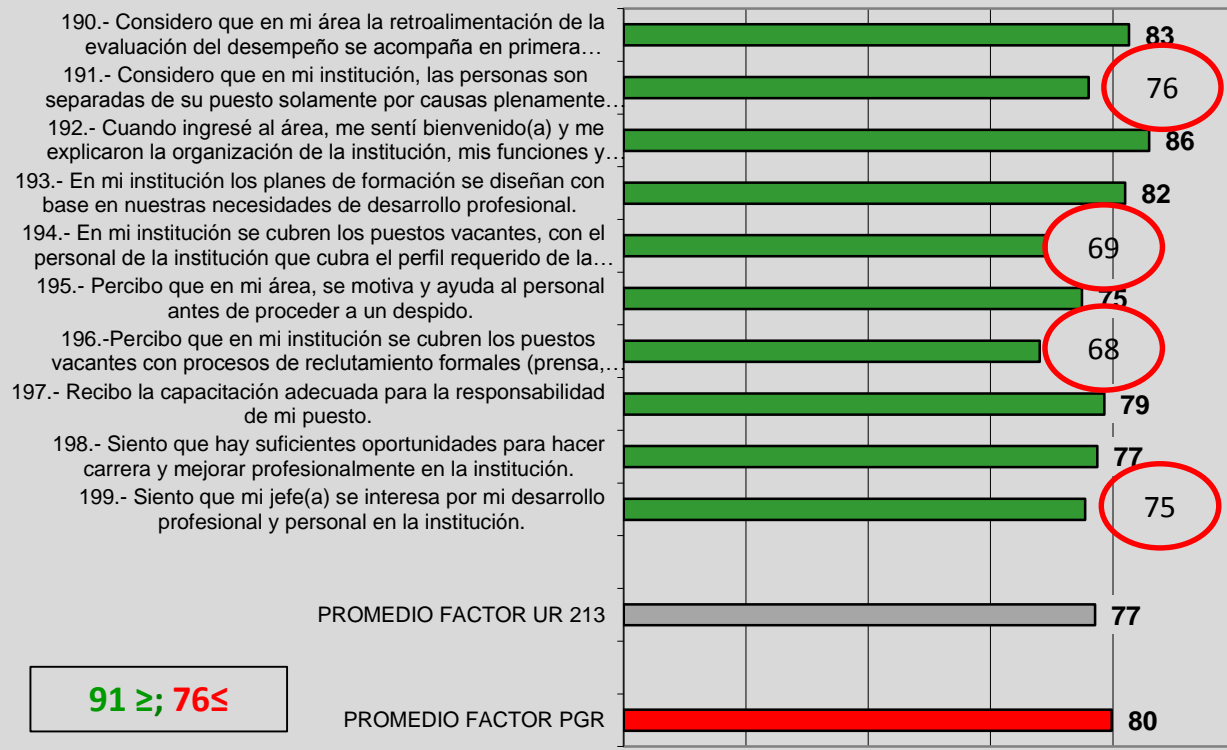 190.- Considero que en mi área la retroalimentación de la
evaluación del desempeño se acompaña en primera…
83
191.- Considero que en mi institución, las personas son
separadas de su puesto solamente por causas plenamente…
76
192.- Cuando ingresé al área, me sentí bienvenido(a) y me
explicaron la organización de la institución, mis funciones y…
86
193.- En mi institución los planes de formación se diseñan con
base en nuestras necesidades de desarrollo profesional.
82
194.- En mi institución se cubren los puestos vacantes, con el
personal de la institución que cubra el perfil requerido de la…
69
195.- Percibo que en mi área, se motiva y ayuda al personal
antes de proceder a un despido.
75
196.-Percibo que en mi institución se cubren los puestos
vacantes con procesos de reclutamiento formales (prensa,…
68
197.- Recibo la capacitación adecuada para la responsabilidad
de mi puesto.
79
198.- Siento que hay suficientes oportunidades para hacer
carrera y mejorar profesionalmente en la institución.
77
199.- Siento que mi jefe(a) se interesa por mi desarrollo
profesional y personal en la institución.
75
PROMEDIO FACTOR UR 213
77
91 ≥; 76≤
PROMEDIO FACTOR PGR
80